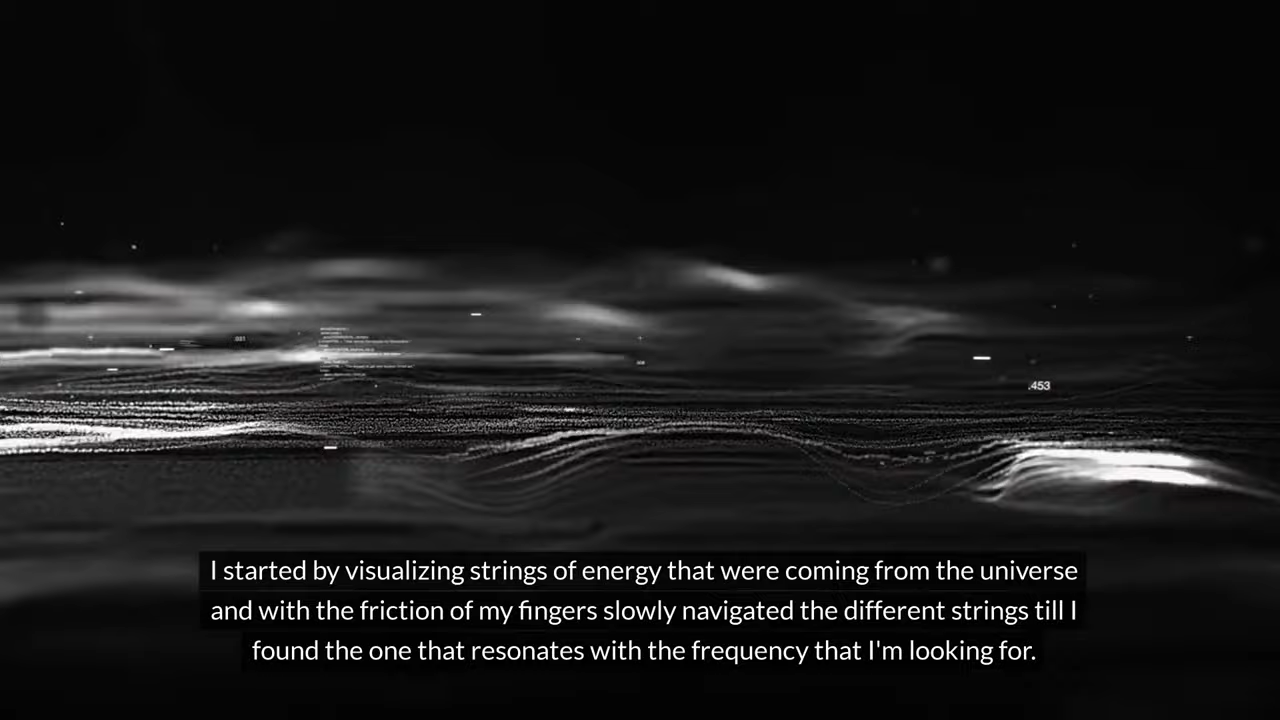 .031
.453
I started by visualizing strings of energy that were coming from the universe
and with the friction of my fingers slowly navigated the different strings till I
found the one that resonates with the frequency that I'm looking for.